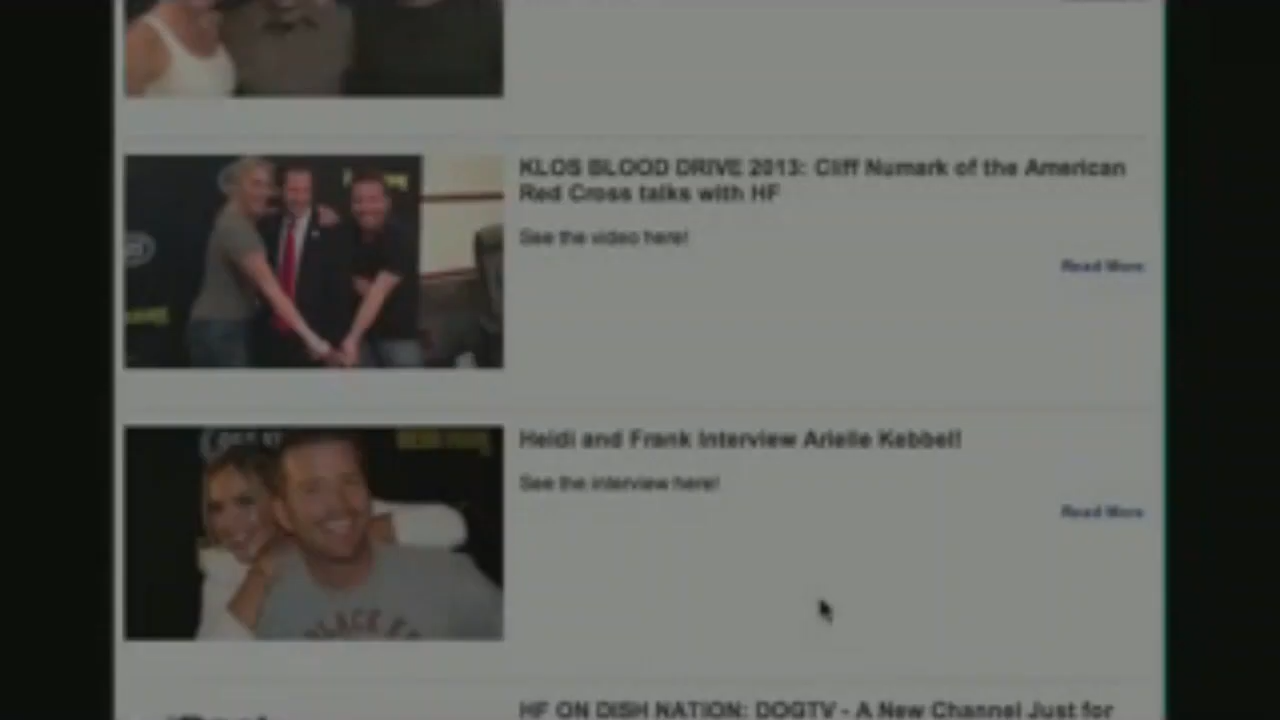 KLOS BLOOD DRIVE 2013: Cliff Numark of the American
Red Cross talks with HF
See the video here!
Read More
Heidi and Frank Interview Arielle Kebbel!
See the interview here!
Read More
BLACK
HF ON DISH NATION: DOGTV - A New Channel Just for